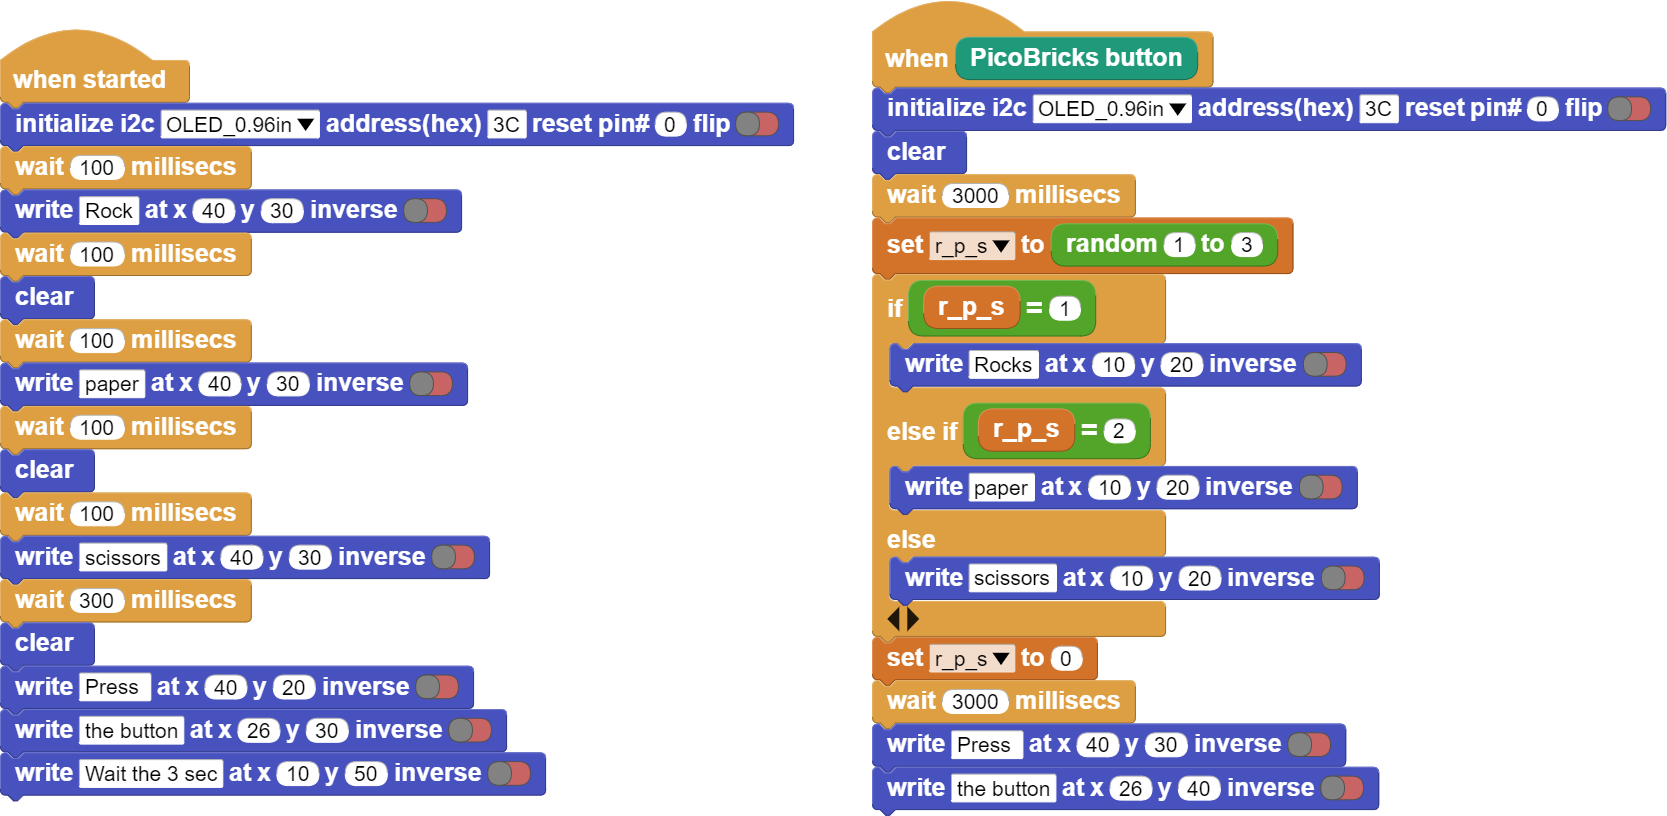 when started
initialize i2c OLED_0.96in address(hex) 3C reset pin# 0 flip
wait 100 millisecs
write Rock at x 40 y 30 inverse
wait 100 millisecs
clear
wait 100 millisecs
write paper at x 40 y 30 inverse
wait 100 millisecs
clear
wait 100 millisecs
write scissors at x 40 y 30 inverse
wait 300 millisecs
clear
write Press at x 40 y 20 inverse
write the button at x 26 y 30 inverse
write Wait the 3 sec at x 10 y 50 inverse
when PicoBricks button
initialize i2c OLED_0.96in address(hex) 3C reset pin# 0 flip
clear
wait 3000 millisecs
set r_p_s to random 1 to 3
if r_p_s = 1
write Rocks at x 10 y 20 inverse
else if r_p_s = 2
write paper at x 10 y 20 inverse
else
write scissors at x 10 y 20 inverse
set r_p_s to 0
wait 3000 millisecs
write Press at x 40 y 30 inverse
write the button at x 26 y 40 inverse